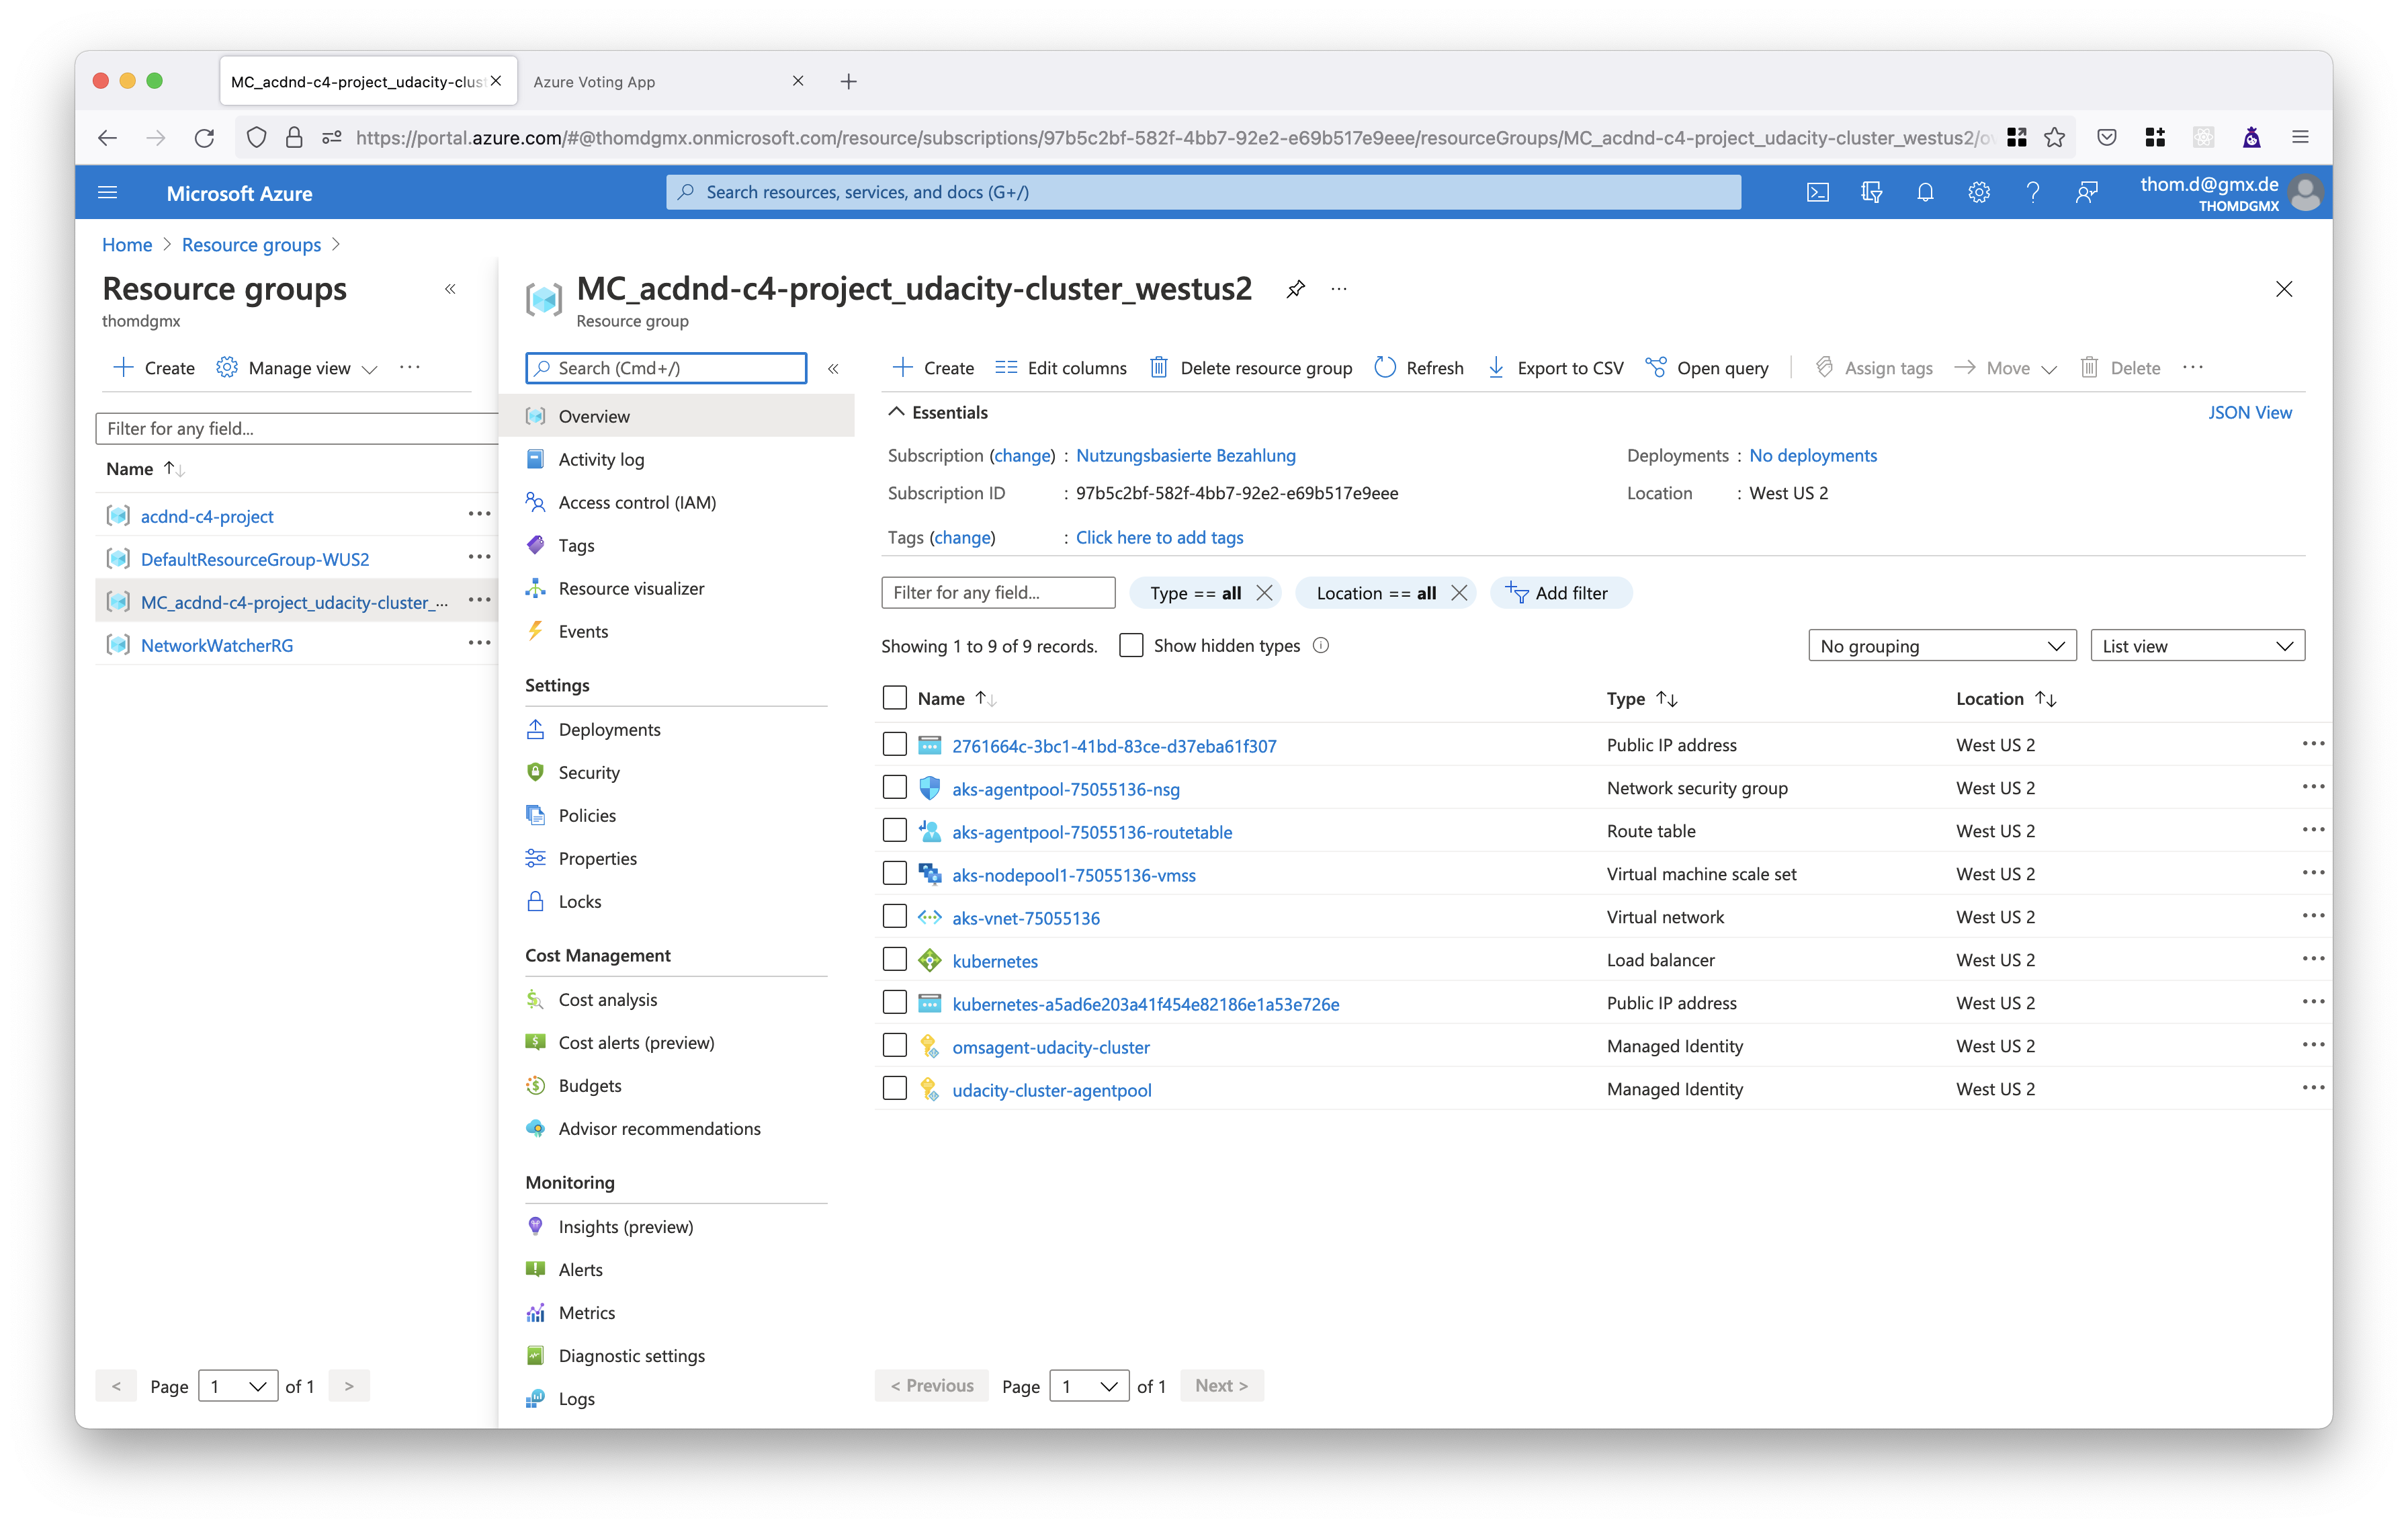 MC_acdnd-c4-project_udacity-clus
Azure Voting App
https://portal.azure.com/#@thomdgmx.onmicrosoft.com/resource/subscriptions/97b5c2bf-582f-4bb7-92e2-e69b517e9eee/resourceGroups/MC_acdnd-c4-project_udacity-cluster_westus2/o
Microsoft Azure
Search resources, services, and docs (G+/)
thom.d@gmx.de
THOMDGMX
Home > Resource groups >
Resource groups
thomdgmx
Create
Manage view
Filter for any field...
Name
acdnd-c4-project
DefaultResourceGroup-WUS2
MC_acdnd-c4-project_udacity-cluster_...
NetworkWatcherRG
< Page 1 of 1 >
MC_acdnd-c4-project_udacity-cluster_westus2
Resource group
Search (Cmd+/)
Overview
Activity log
Access control (IAM)
Tags
Resource visualizer
Events
Settings
Deployments
Security
Policies
Properties
Locks
Cost Management
Cost analysis
Cost alerts (preview)
Budgets
Advisor recommendations
Monitoring
Insights (preview)
Alerts
Metrics
Diagnostic settings
Logs
Create Edit columns Delete resource group Refresh Export to CSV Open query Assign tags Move Delete
Essentials
JSON View
Subscription (change) : Nutzungsbasierte Bezahlung
Deployments : No deployments
Subscription ID : 97b5c2bf-582f-4bb7-92e2-e69b517e9eee
Location : West US 2
Tags (change) : Click here to add tags
Filter for any field...
Type == all
Location == all
Add filter
Showing 1 to 9 of 9 records.
Show hidden types
No grouping
List view
Name Type Location
2761664c-3bc1-41bd-83ce-d37eba61f307 Public IP address West US 2
aks-agentpool-75055136-nsg Network security group West US 2
aks-agentpool-75055136-routetable Route table West US 2
aks-nodepool1-75055136-vmss Virtual machine scale set West US 2
aks-vnet-75055136 Virtual network West US 2
kubernetes Load balancer West US 2
kubernetes-a5ad6e203a41f454e82186e1a53e726e Public IP address West US 2
omsagent-udacity-cluster Managed Identity West US 2
udacity-cluster-agentpool Managed Identity West US 2
< Previous Page 1 of 1 Next >